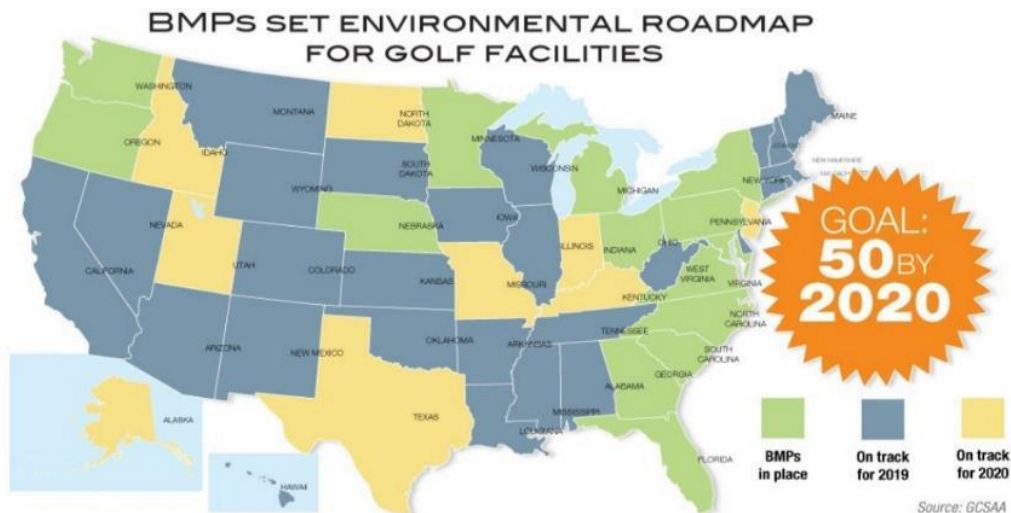 BMPs SET ENVIRONMENTAL ROADMAP
FOR GOLF FACILITIES
WASHINGTON
MONTANA
NORTH
DAKOTA
MINNESOTA
MAINE
OREGON
IDAHO
SOUTH
DAKOTA
WISCONSIN
NEW HAMPSHIRE
WYOMING
MICHIGAN
NEW YORK
NEVADA
NEBRASKA
IOWA
PENNSYLVANIA
ILLINOIS
INDIANA
OHIO
CALIFORNIA
UTAH
COLORADO
KANSAS
MISSOURI
WEST
VIRGINIA
VIRGINIA
KENTUCKY
NORTH
CAROLINA
ARIZONA
NEW MEXICO
OKLAHOMA
ARKANSAS
TENNESSEE
SOUTH
CAROLINA
TEXAS
LOUISIANA
MISSISSIPPI
ALABAMA
GEORGIA
FLORIDA
ALASKA
HAWAII
GOAL:
50 BY
2020
BMPs
in place
On track
for 2019
On track
for 2020
Source: GCSAA